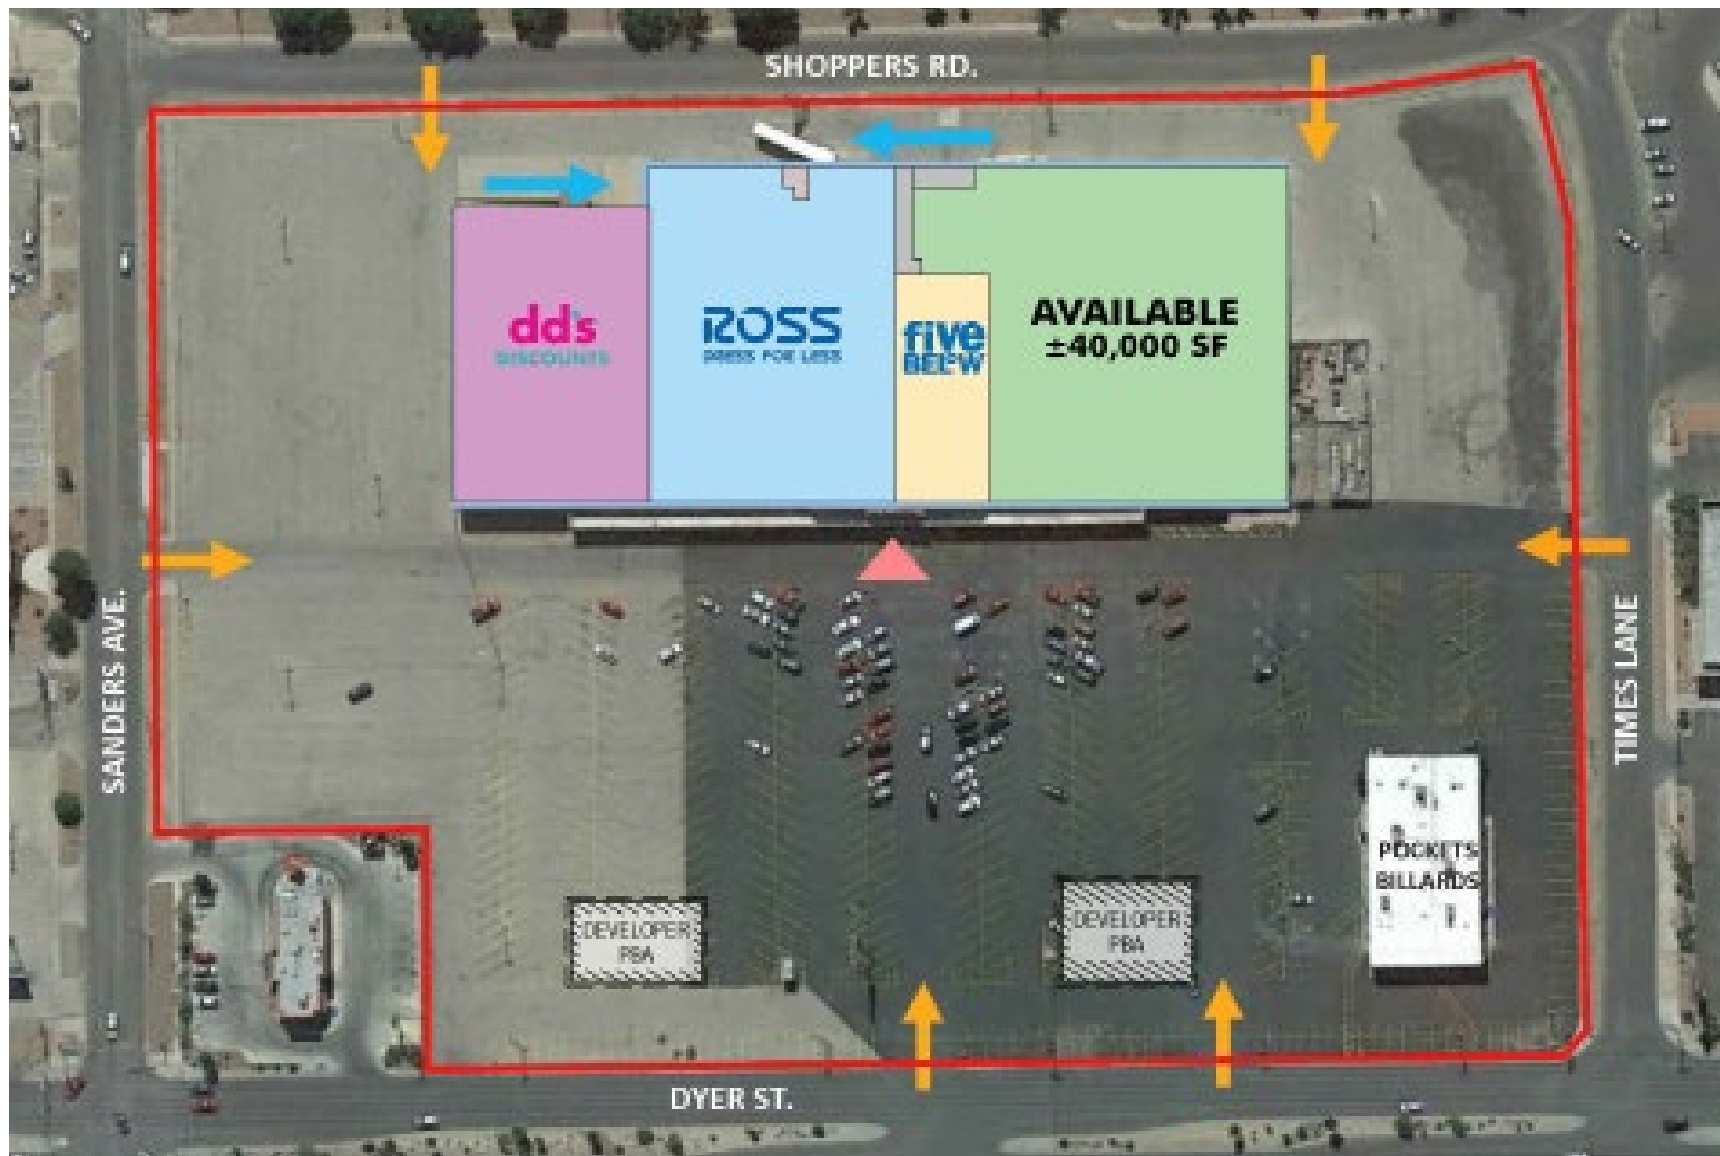 SHOPPERS RD.
dd's
DISCOUNTS
ROSS
DRESS FOR LESS
five
BEL°W
AVAILABLE
±40,000 SF
SANDERS AVE.
TIMES LANE
POCKETS
BILLARDS
DEVELOPER
PBA
DEVELOPER
PBA
DYER ST.